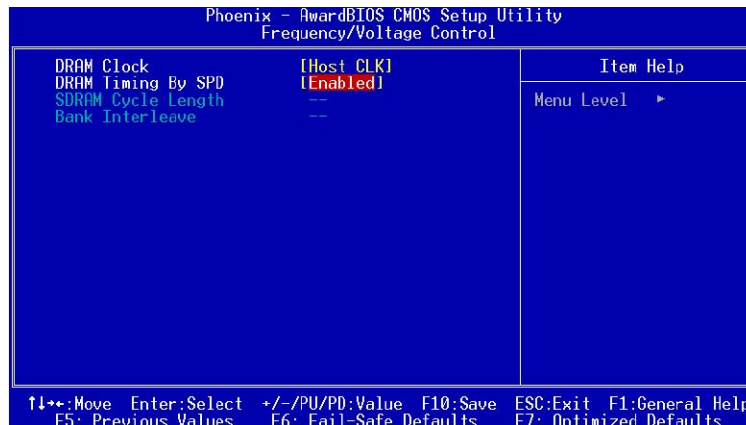 Phoenix - AwardBIOS CMOS Setup Utility
Frequency/Voltage Control
DRAM Clock [Host CLK]
DRAM Timing By SPD [Enabled]
SDRAM Cycle Length --
Bank Interleave --
Item Help
Menu Level ►
↑↓→←:Move Enter:Select +/-/PU/PD:Value F10:Save ESC:Exit F1:General Help
F5: Previous Values F6: Fail-Safe Defaults F7: Optimized Defaults